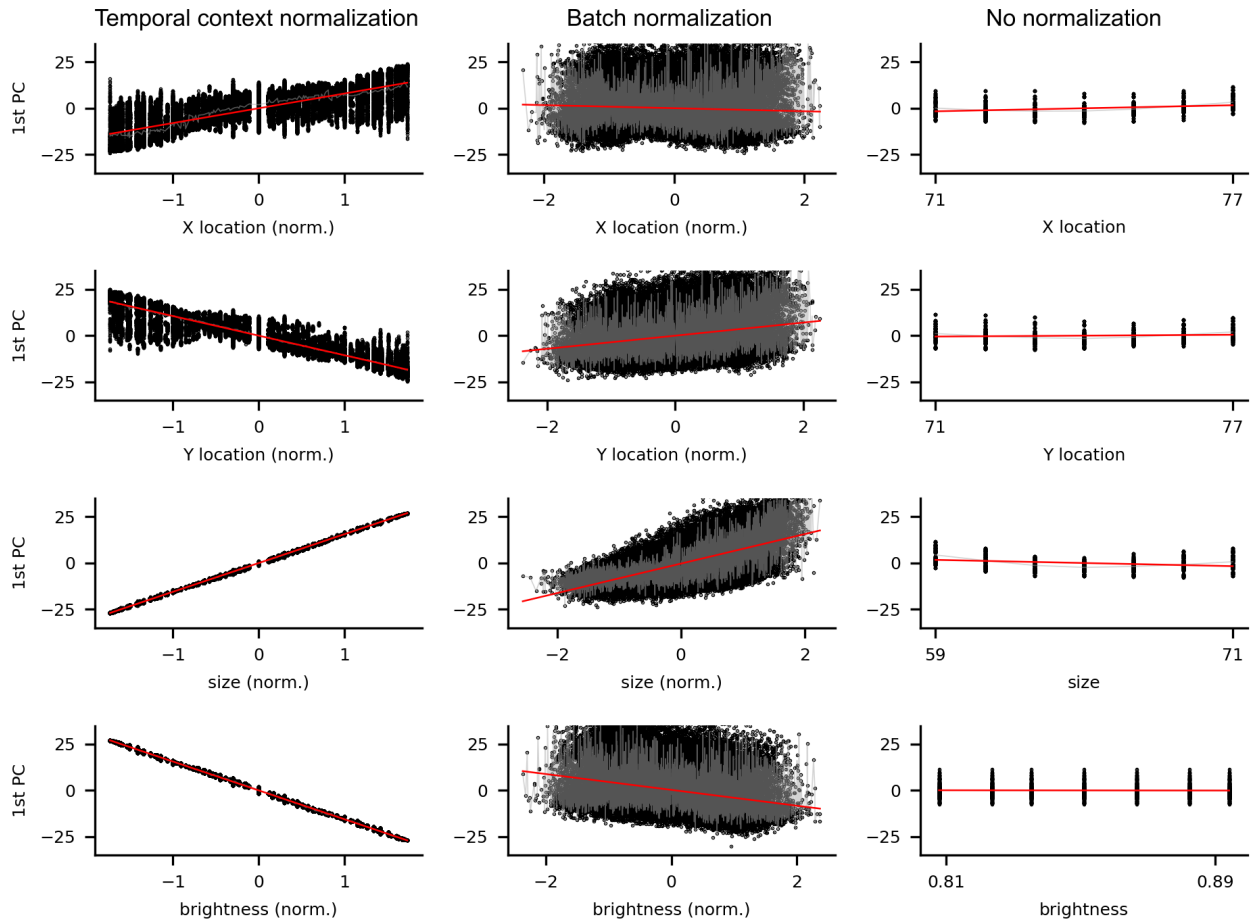 Temporal context normalization Batch normalization No normalization
1st PC
25
0
−25
−1 0 1
X location (norm.)
25
0
−25
−2 0 2
X location (norm.)
25
0
−25
71 77
X location
1st PC
25
0
−25
−1 0 1
Y location (norm.)
25
0
−25
−2 0 2
Y location (norm.)
25
0
−25
71 77
Y location
1st PC
25
0
−25
−1 0 1
size (norm.)
25
0
−25
−2 0 2
size (norm.)
25
0
−25
59 71
size
1st PC
25
0
−25
−1 0 1
brightness (norm.)
25
0
−25
−2 0 2
brightness (norm.)
25
0
−25
0.81 0.89
brightness